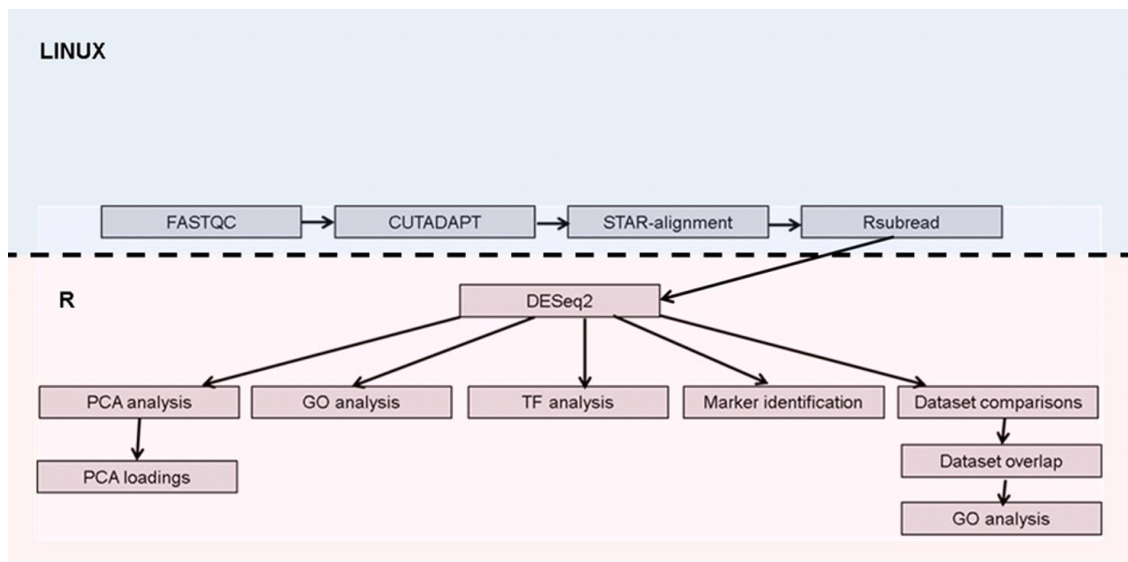 LINUX
FASTQC
CUTADAPT
STAR-alignment
Rsubread
R
DESeq2
PCA analysis
GO analysis
TF analysis
Marker identification
Dataset comparisons
PCA loadings
Dataset overlap
GO analysis